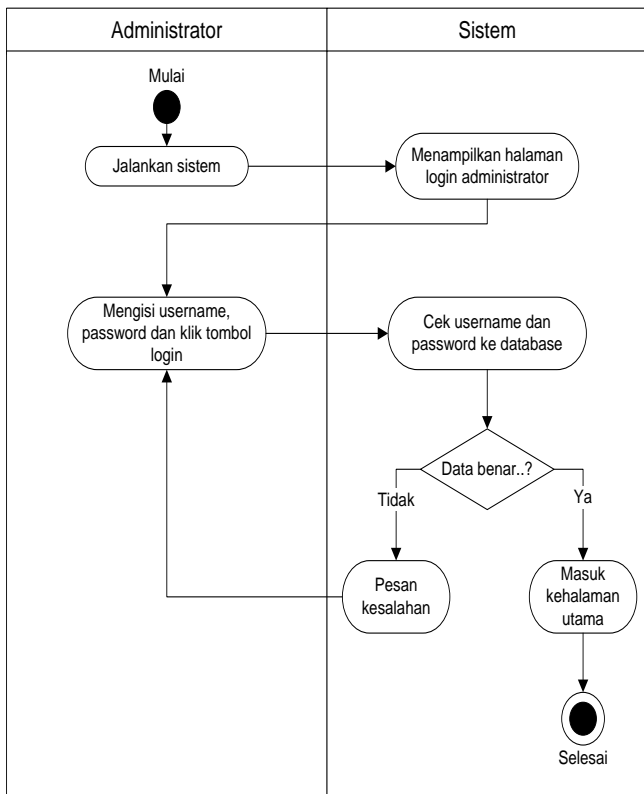 Administrator
Sistem
Mulai
Jalankan sistem
Menampilkan halaman
login administrator
Mengisi username,
password dan klik tombol
login
Cek username dan
password ke database
Data benar..?
Tidak
Ya
Pesan
kesalahan
Masuk
kehalaman
utama
Selesai